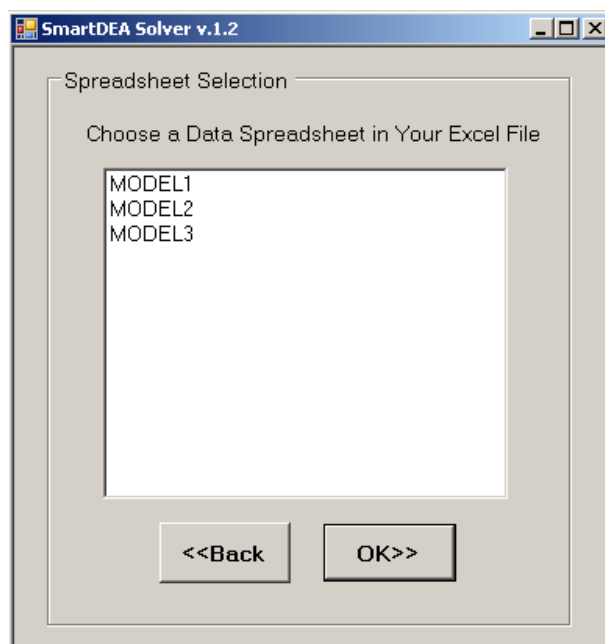 SmartDEA Solver v.1.2
Spreadsheet Selection
Choose a Data Spreadsheet in Your Excel File
MODEL1
MODEL2
MODEL3
<<Back
OK>>